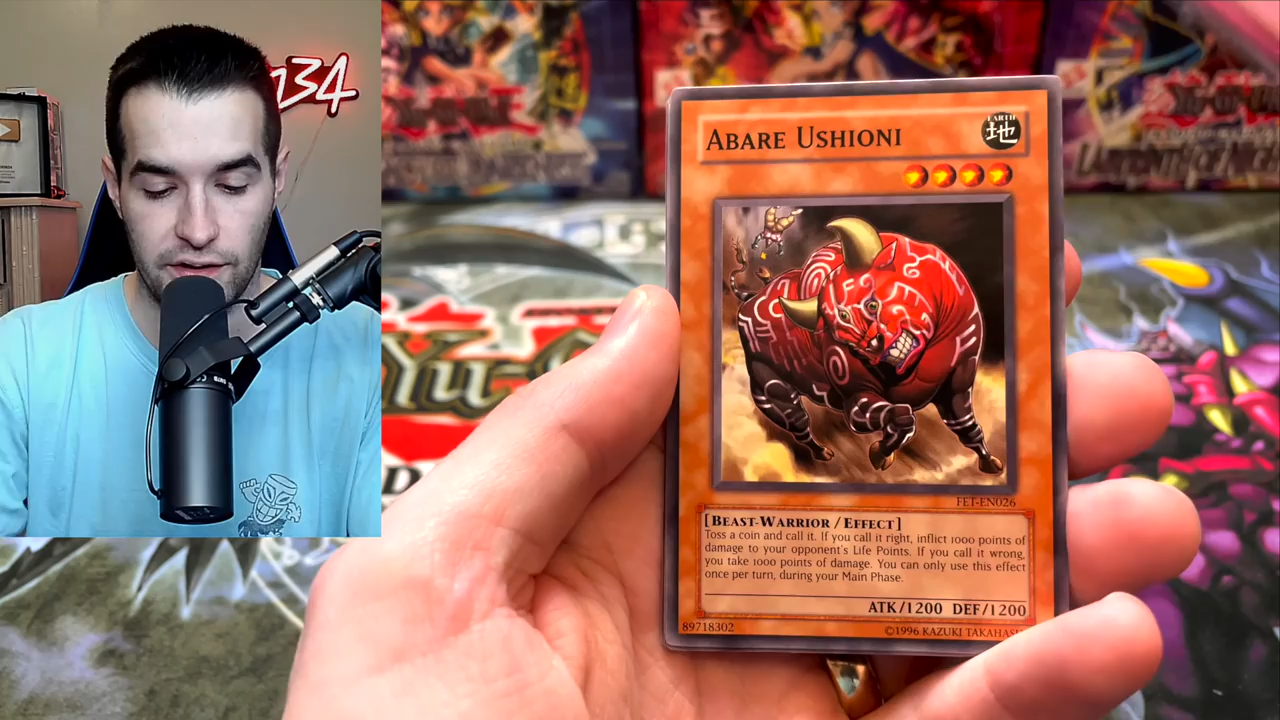 34
ABARE USHIONI
EARTH
地
FET-EN026
[BEAST-WARRIOR / EFFECT]
Toss a coin and call it. If you call it right, inflict 1000 points of
damage to your opponent's Life Points. If you call it wrong,
you take 1000 points of damage. You can only use this effect
once per turn, during your Main Phase.
ATK/1200 DEF/1200
89718302
©1996 KAZUKI TAKAHASI
Yu-G